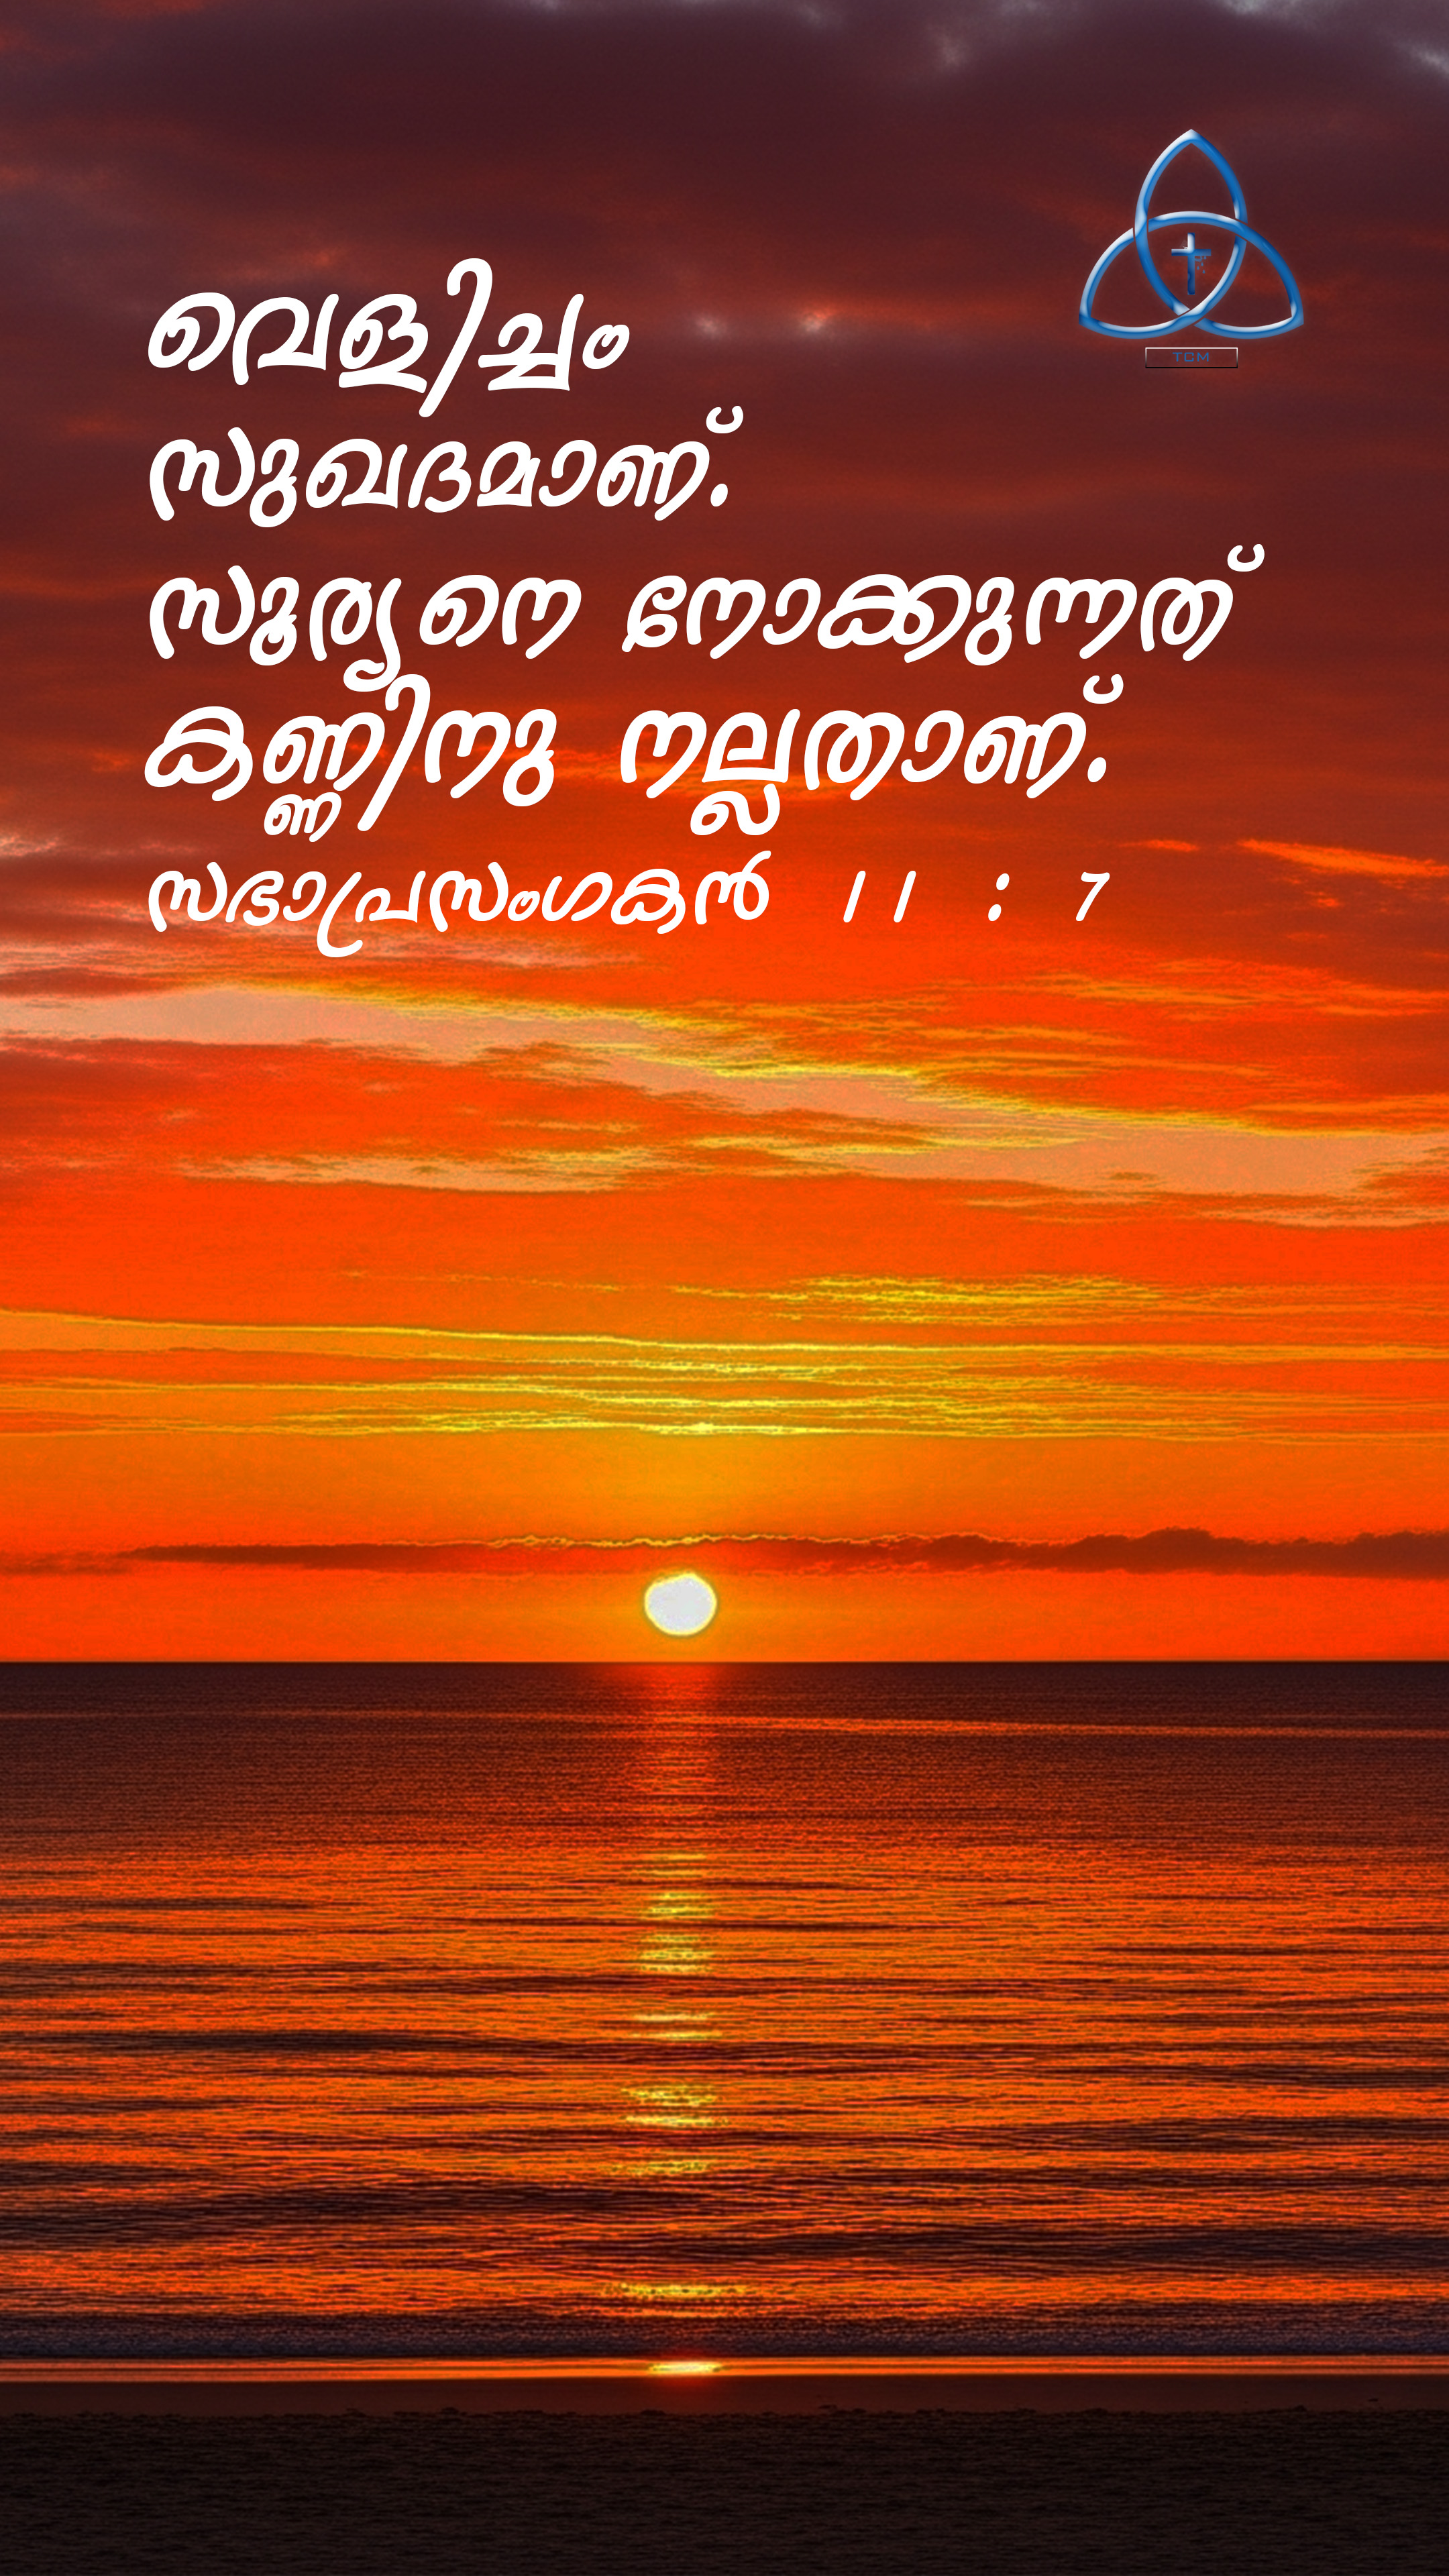 TCM
വെളിച്ചം
സുഖദമാണ്.
സൂര്യനെ നോക്കുന്നത്
കണ്ണിനു നല്ലതാണ്.
സഭാപ്രസംഗകൻ 11 : 7